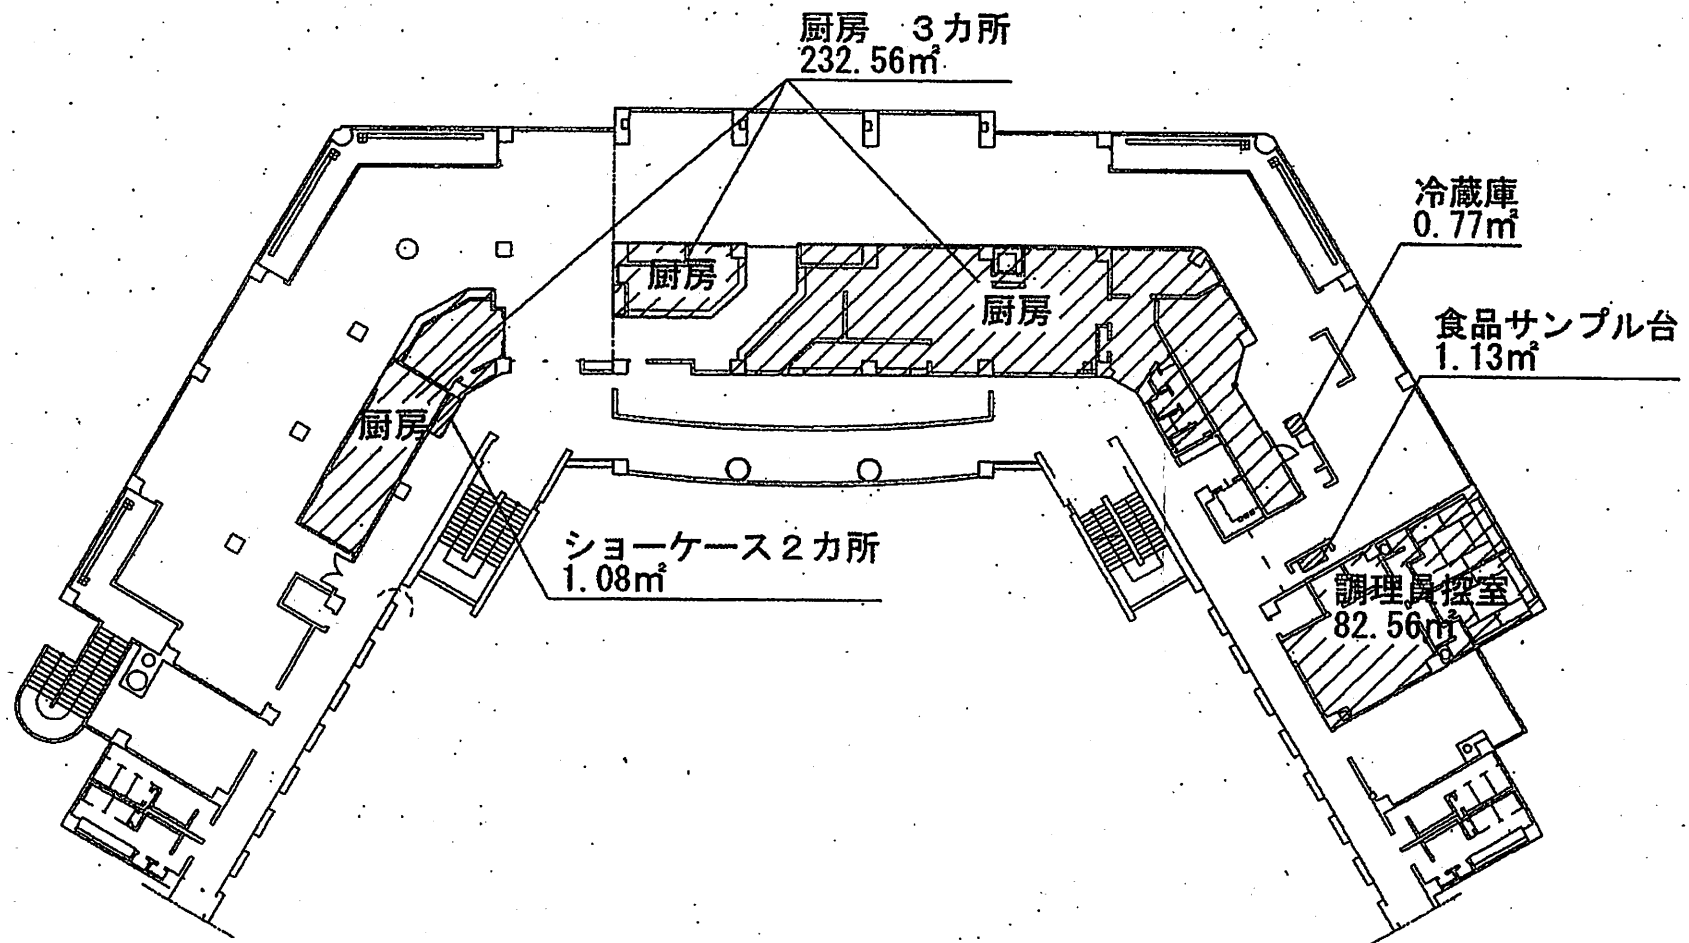 厨房 3カ所
232.56㎡
冷蔵庫
0.77㎡
厨房
厨房
食品サンプル台
1.13㎡
厨房
ショーケース2カ所
1.08㎡
調理員控室
82.56㎡